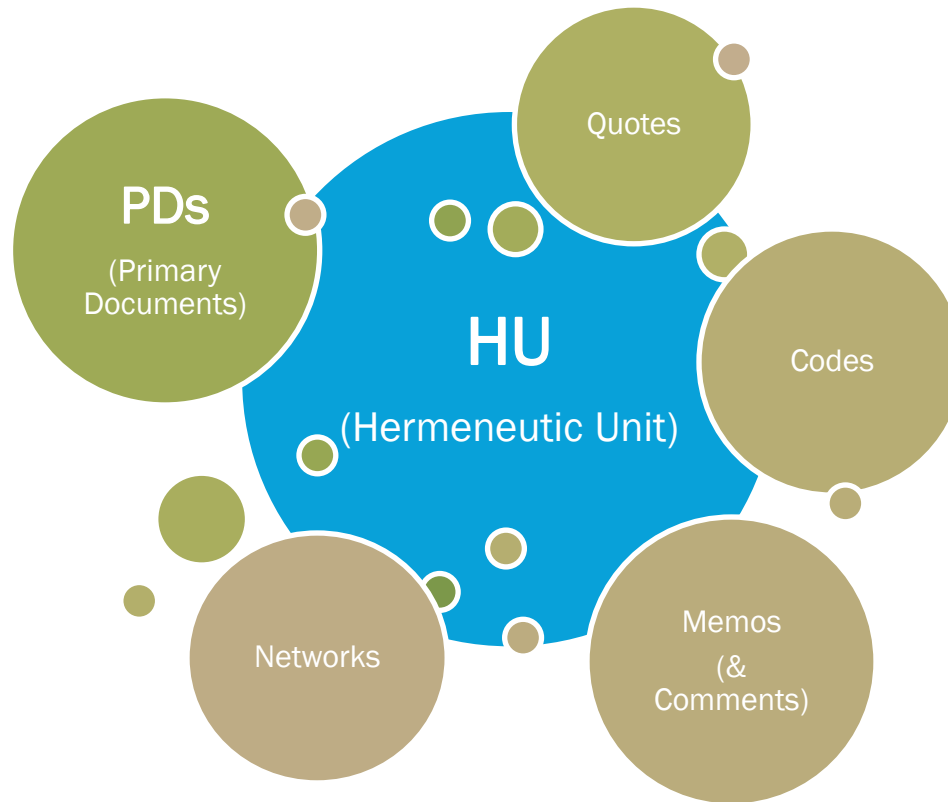 Quotes
PDs
(Primary
Documents)
HU
(Hermeneutic Unit)
Codes
Networks
Memos
(&
Comments)